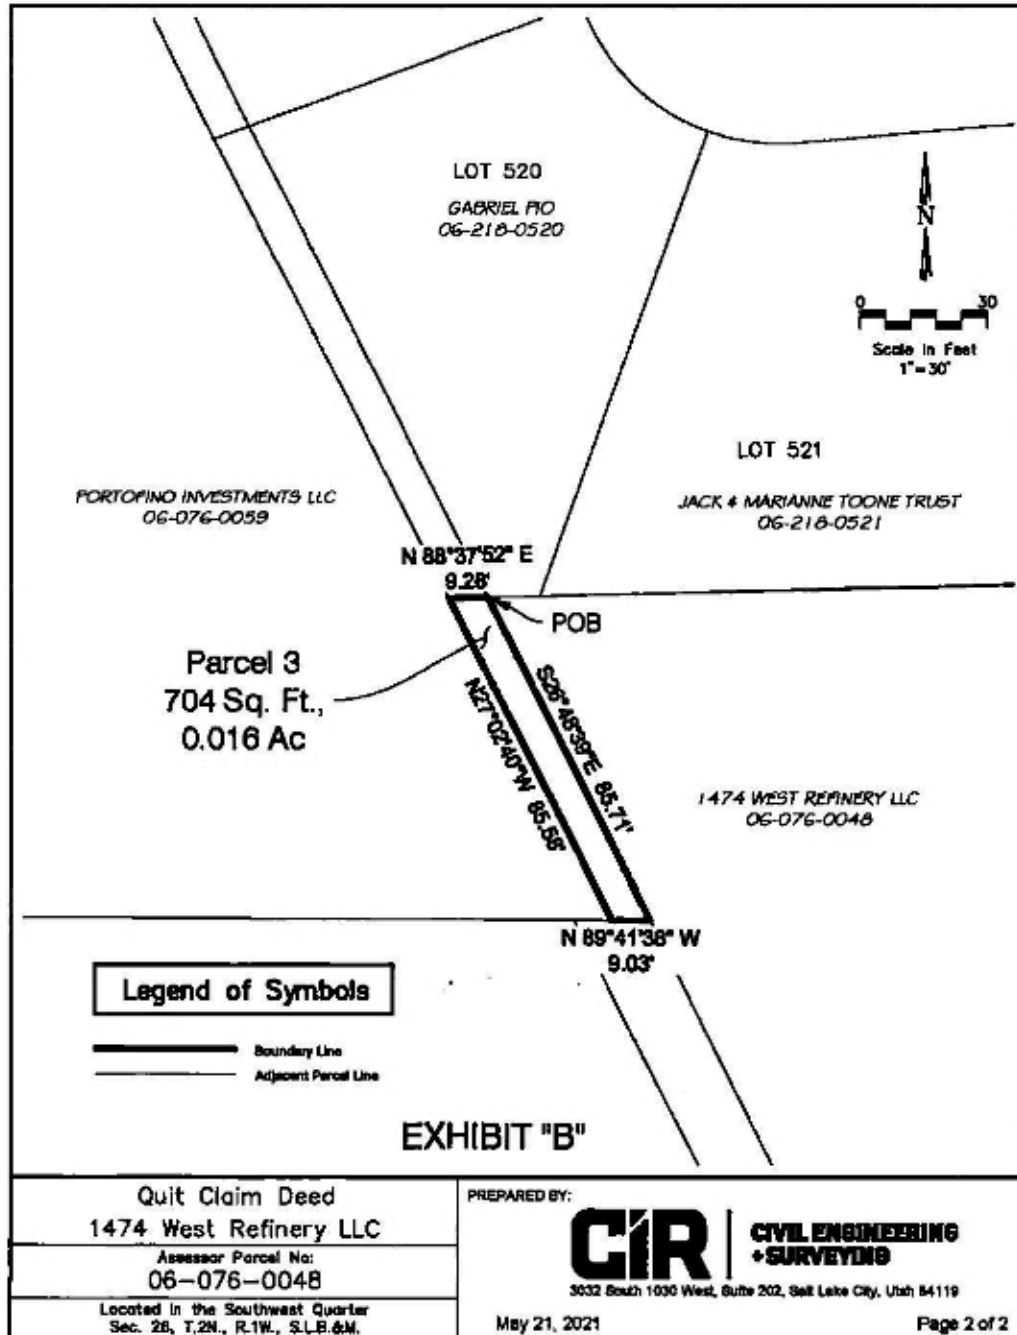 LOT 520
GABRIEL PIO
06-218-0520
N
0 30
Scale in Feet
1"=30'
LOT 521
JACK & MARIANNE TOONE TRUST
06-218-0521
PORTOFINO INVESTMENTS LLC
06-076-0059
N 88°37'52" E
9.28'
POB
Parcel 3
704 Sq. Ft.,
0.016 Ac
S26°48'39"E 85.71'
N27°02'40"W 85.58'
1474 WEST REFINERY LLC
06-076-0048
N 89°41'38" W
9.03'
Legend of Symbols
Boundary Line
Adjacent Parcel Line
EXHIBIT "B"
Quit Claim Deed
1474 West Refinery LLC
Assessor Parcel No:
06-076-0048
Located in the Southwest Quarter
Sec. 26, T.2N., R.1W., S.L.B.&M.
PREPARED BY:
CIR
CIVIL ENGINEERING
+SURVEYING
3032 South 1030 West, Suite 202, Salt Lake City, Utah 84119
May 21, 2021
Page 2 of 2